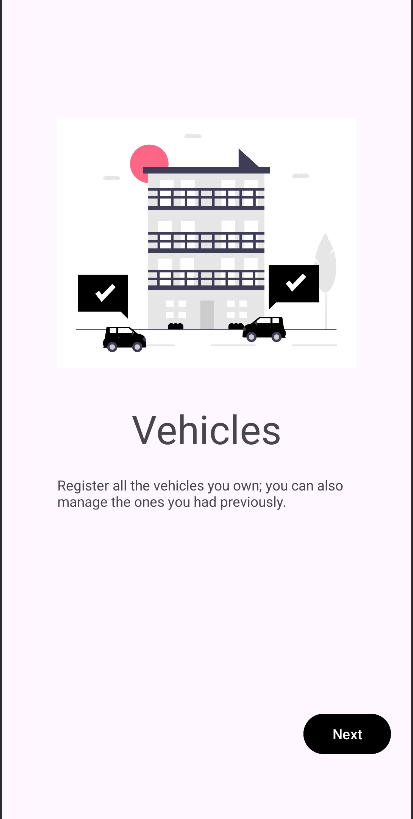 Vehicles
Register all the vehicles you own; you can also
manage the ones you had previously.
Next